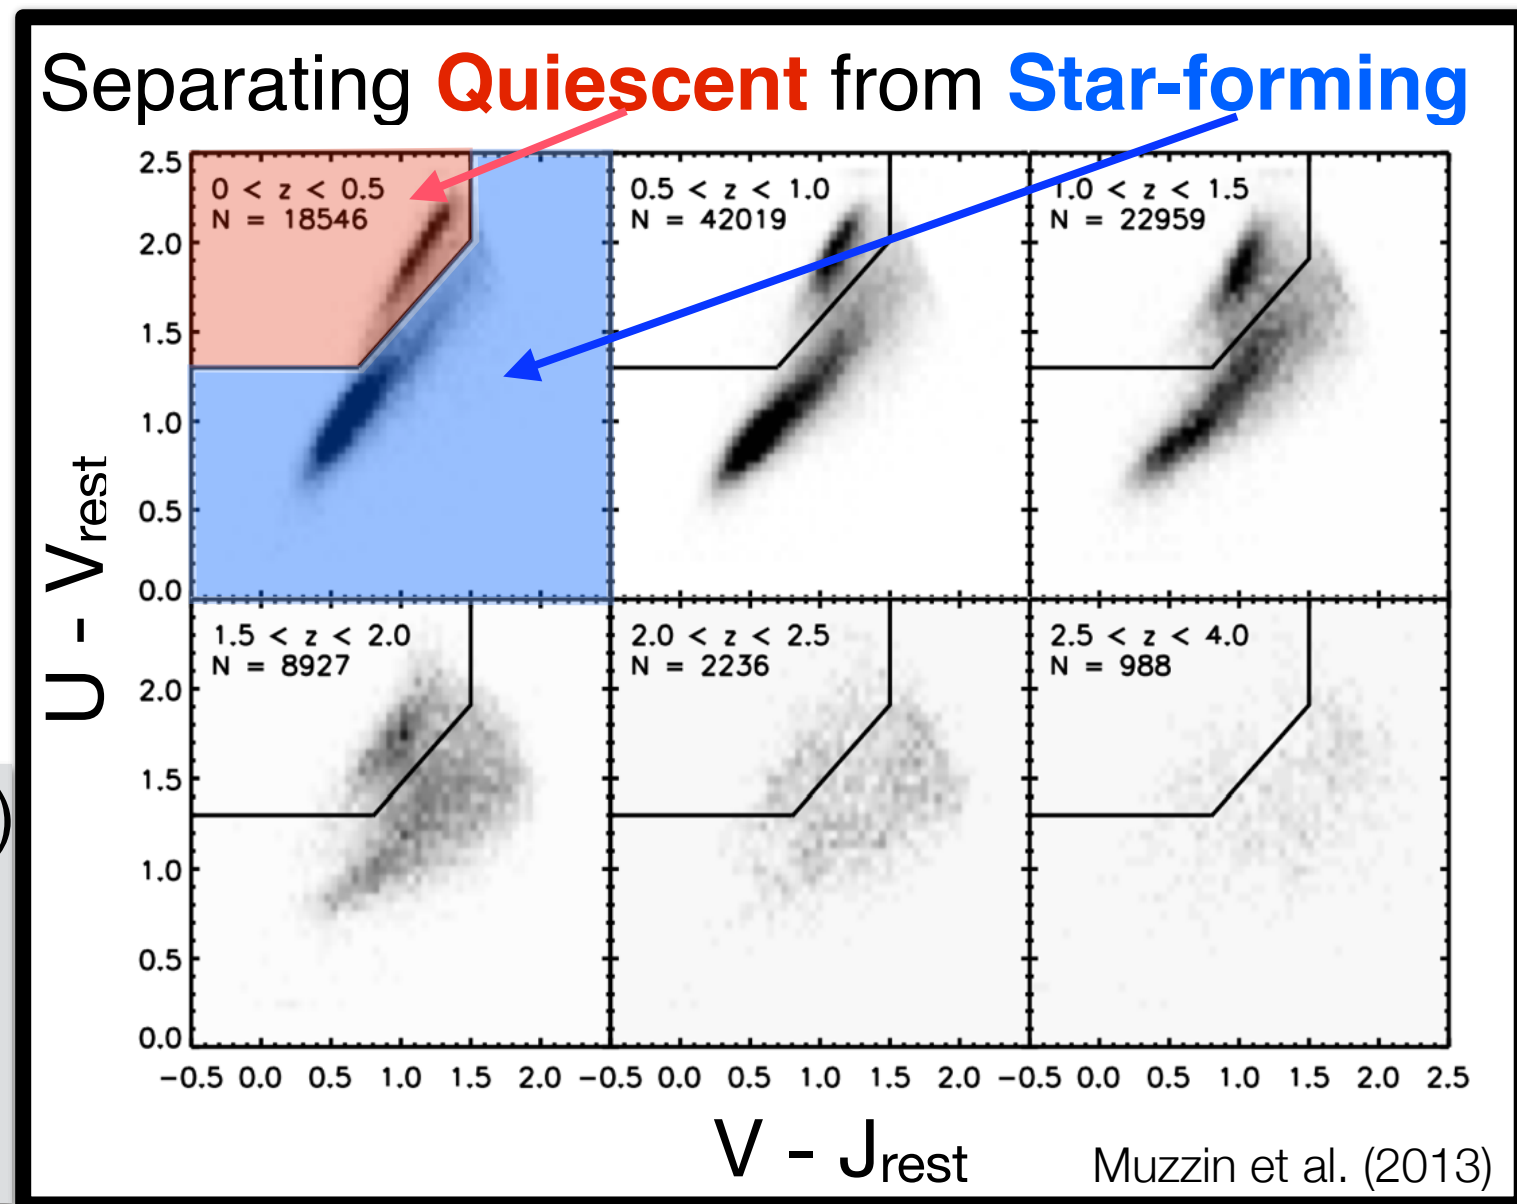 Separating Quiescent from Star-forming
2.5
0 < z < 0.5
N = 18546
0.5 < z < 1.0
N = 42019
1.0 < z < 1.5
N = 22959
2.0
1.5
1.0
0.5
0.0
1.5 < z < 2.0
N = 8927
2.0 < z < 2.5
N = 2236
2.5 < z < 4.0
N = 988
2.0
1.5
1.0
0.5
0.0
U - Vrest
)
−0.5 0.0 0.5 1.0 1.5 2.0 −0.5 0.0 0.5 1.0 1.5 2.0 −0.5 0.0 0.5 1.0 1.5 2.0 2.5
V - Jrest
Muzzin et al. (2013)